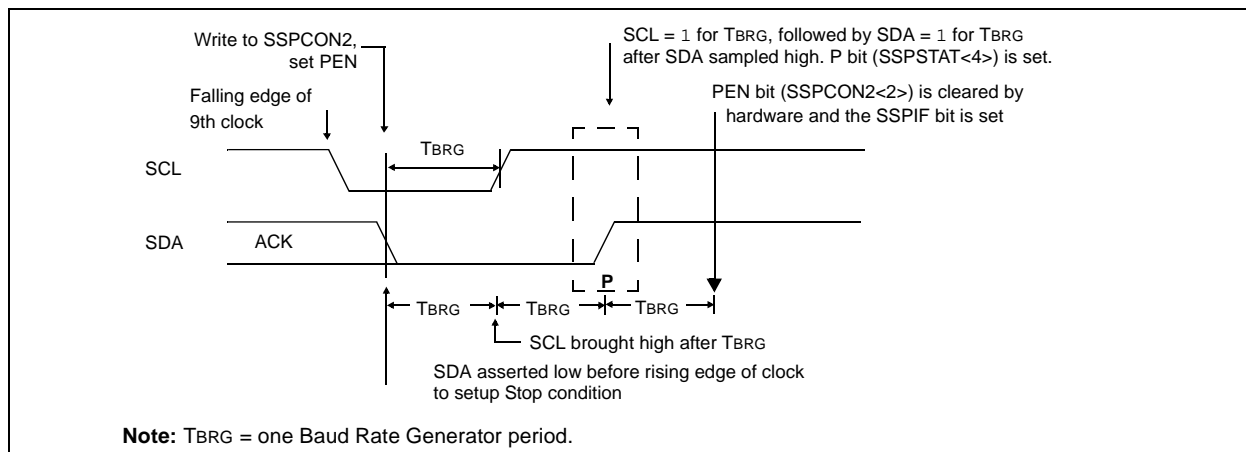 Write to SSPCON2,
set PEN
SCL = 1 for TBRG, followed by SDA = 1 for TBRG
after SDA sampled high. P bit (SSPSTAT<4>) is set.
Falling edge of
9th clock
PEN bit (SSPCON2<2>) is cleared by
hardware and the SSPIF bit is set
TBRG
SCL
SDA
ACK
P
TBRG
TBRG
TBRG
SCL brought high after TBRG
SDA asserted low before rising edge of clock
to setup Stop condition
Note: TBRG = one Baud Rate Generator period.